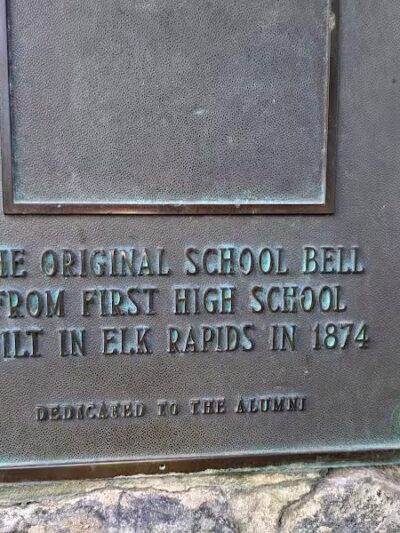 HE ORIGINAL SCHOOL BELL
FROM FIRST HIGH SCHOOL
ILT IN ELK RAPIDS IN 1874
DEDICATED TO THE ALUMNI